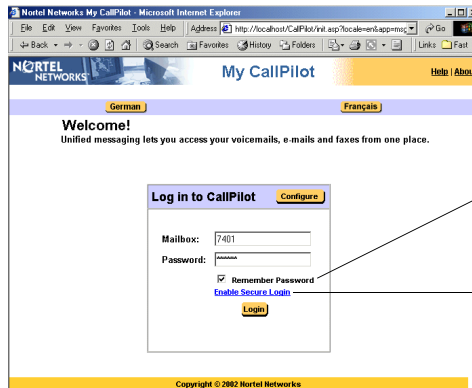 Nortel Networks My CallPilot - Microsoft Internet Explorer
File Edit View Favorites Tools Help Address http://localhost/CallPilot/init.asp?locale=en&app=msg Go
Back Search Favorites History Folders Links Fast
NORTEL NETWORKS
My CallPilot
Help | Abou
German Français
Welcome!
Unified messaging lets you access your voicemails, e-mails and faxes from one place.
Log in to CallPilot Configure
Mailbox: 7401
Password: ******
Remember Password
Enable Secure Login
Login
Copyright © 2002 Nortel Networks